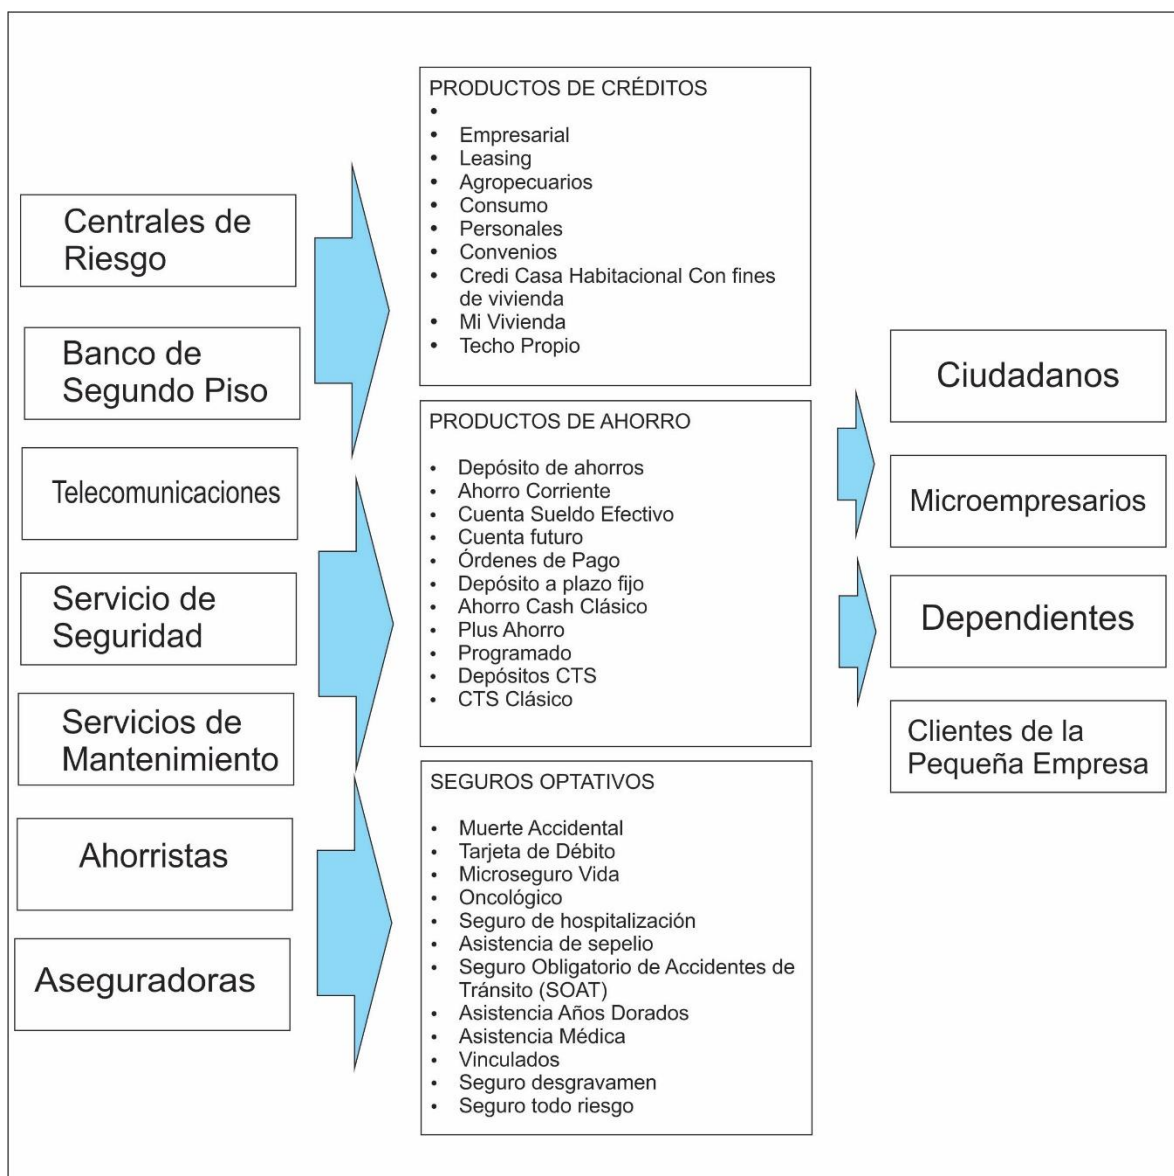 Centrales de
Riesgo
Banco de
Segundo Piso
Telecomunicaciones
Servicio de
Seguridad
Servicios de
Mantenimiento
Ahorristas
Aseguradoras
PRODUCTOS DE CRÉDITOS
•
• Empresarial
• Leasing
• Agropecuarios
• Consumo
• Personales
• Convenios
• Credi Casa Habitacional Con fines
de vivienda
• Mi Vivienda
• Techo Propio
PRODUCTOS DE AHORRO
• Depósito de ahorros
• Ahorro Corriente
• Cuenta Sueldo Efectivo
• Cuenta futuro
• Órdenes de Pago
• Depósito a plazo fijo
• Ahorro Cash Clásico
• Plus Ahorro
• Programado
• Depósitos CTS
• CTS Clásico
SEGUROS OPTATIVOS
• Muerte Accidental
• Tarjeta de Débito
• Microseguro Vida
• Oncológico
• Seguro de hospitalización
• Asistencia de sepelio
• Seguro Obligatorio de Accidentes de
Tránsito (SOAT)
• Asistencia Años Dorados
• Asistencia Médica
• Vinculados
• Seguro desgravamen
• Seguro todo riesgo
Ciudadanos
Microempresarios
Dependientes
Clientes de la
Pequeña Empresa